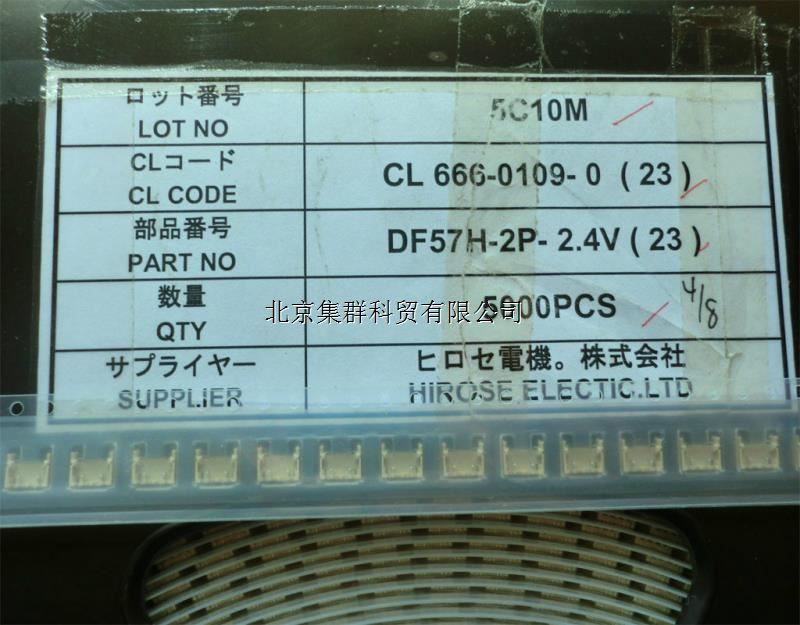 ロット番号
LOT NO
5C10M
CLコード
CL CODE
CL 666-0109- 0 ( 23 )
部品番号
PART NO
DF57H-2P- 2.4V ( 23 )
数量
QTY
PCS
4/8
北京集群科贸有限公司
サプライヤー
SUPPLIER
ヒロセ電機。株式会社
HIROSE ELECTIC.LTD